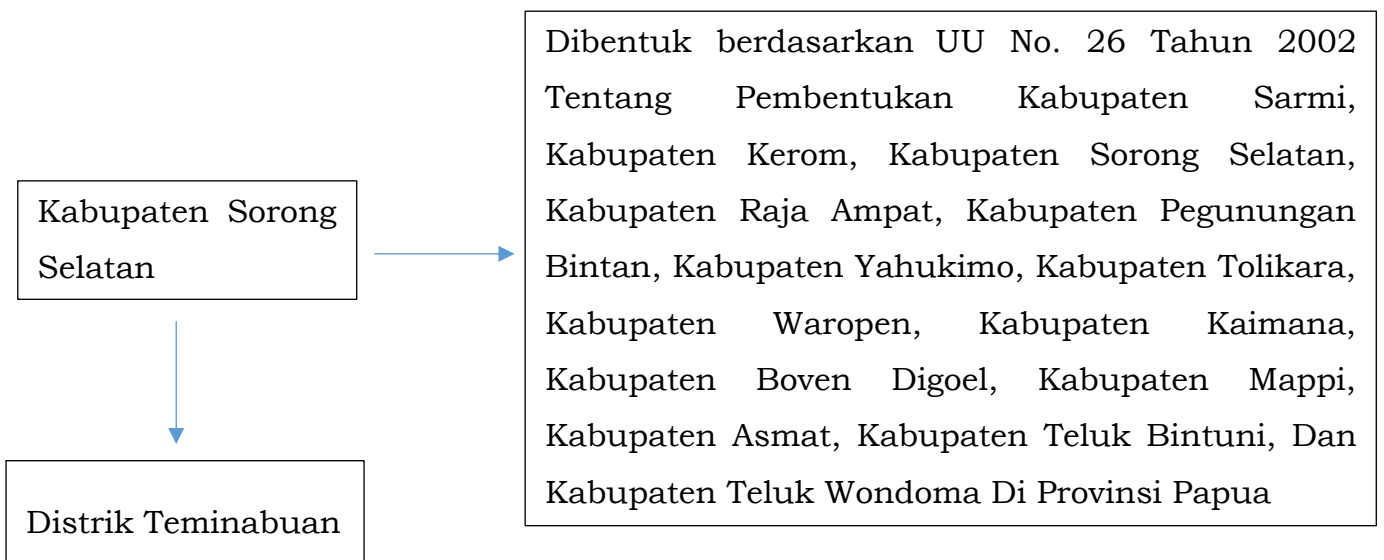 Kabupaten Sorong
Selatan
Dibentuk berdasarkan UU No. 26 Tahun 2002
Tentang Pembentukan Kabupaten Sarmi,
Kabupaten Kerom, Kabupaten Sorong Selatan,
Kabupaten Raja Ampat, Kabupaten Pegunungan
Bintan, Kabupaten Yahukimo, Kabupaten Tolikara,
Kabupaten Waropen, Kabupaten Kaimana,
Kabupaten Boven Digoel, Kabupaten Mappi,
Kabupaten Asmat, Kabupaten Teluk Bintuni, Dan
Kabupaten Teluk Wondoma Di Provinsi Papua
Distrik Teminabuan